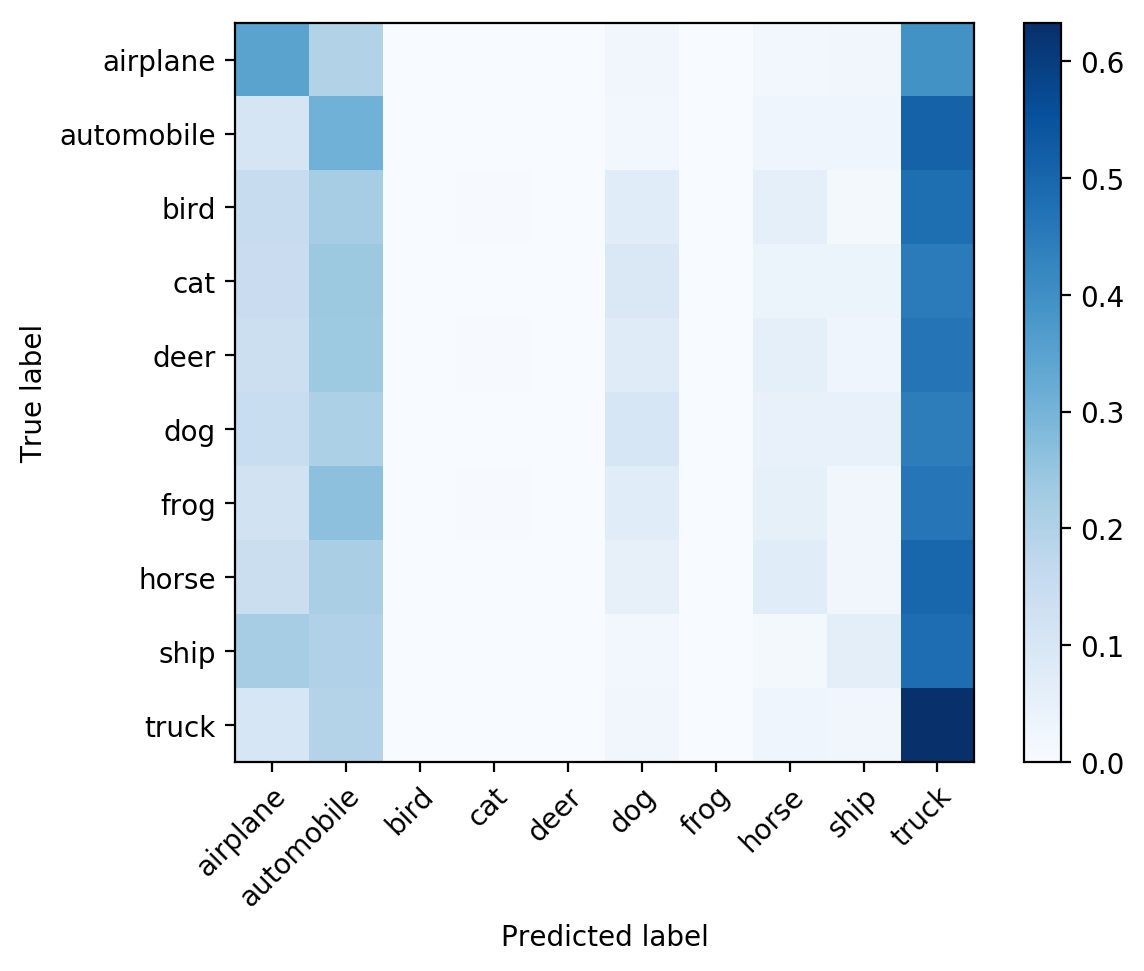 True label
airplane
automobile
bird
cat
deer
dog
frog
horse
ship
truck
airplane
automobile
bird
cat
deer
dog
frog
horse
ship
truck
Predicted label
0.6
0.5
0.4
0.3
0.2
0.1
0.0